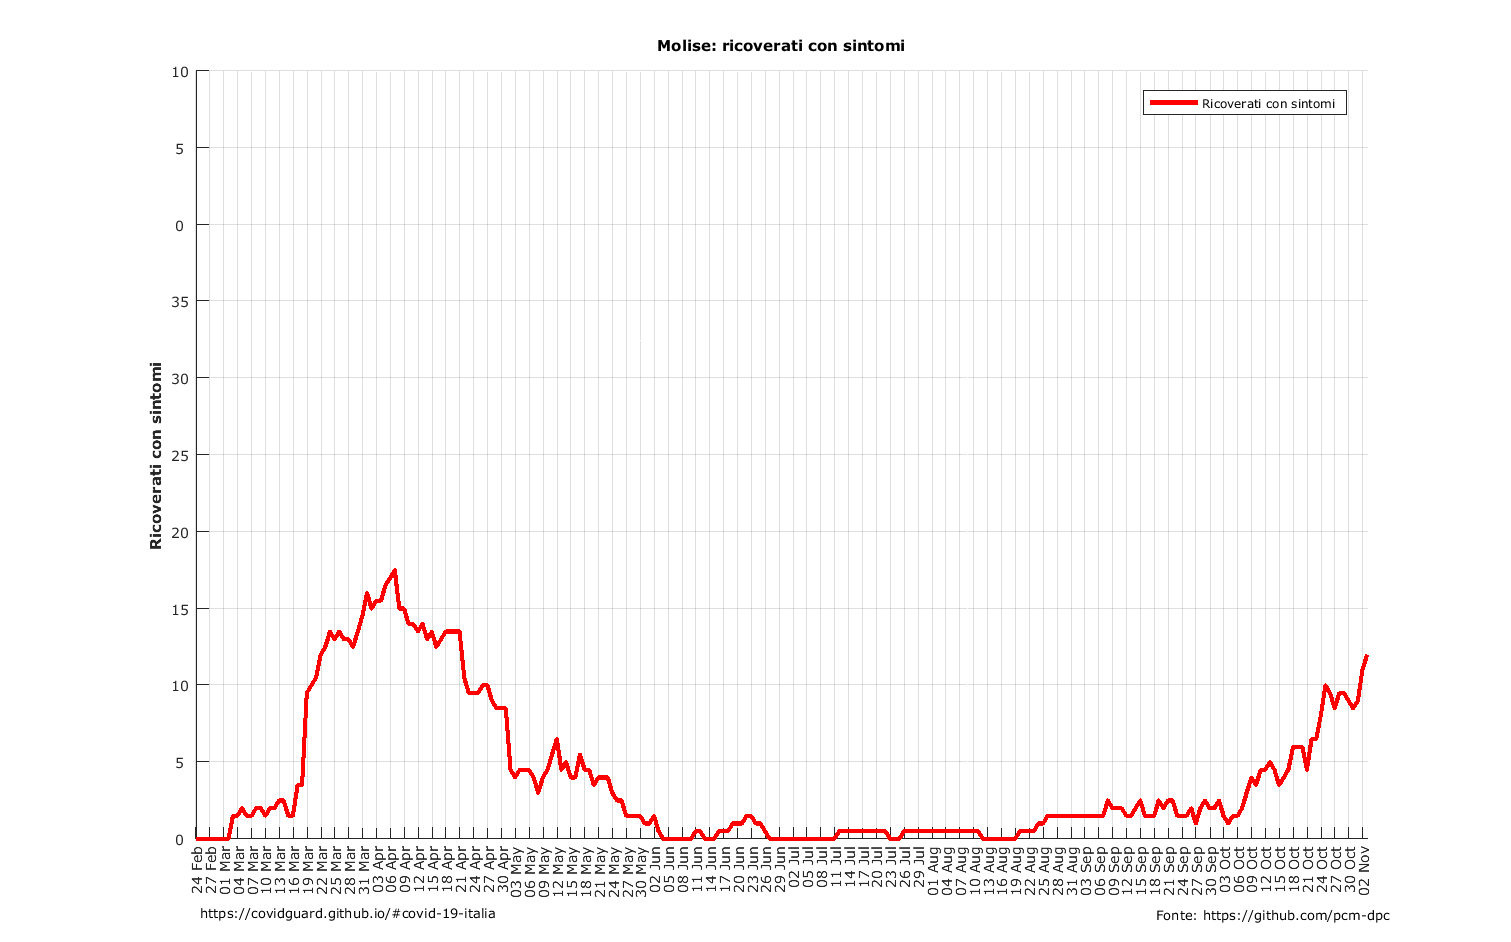 Molise: ricoverati con sintomi
Ricoverati con sintomi
10
5
0
35
30
25
20
15
10
5
0
Ricoverati con sintomi
24 Feb
27 Feb
01 Mar
04 Mar
07 Mar
10 Mar
13 Mar
16 Mar
19 Mar
22 Mar
25 Mar
28 Mar
31 Mar
03 Apr
06 Apr
09 Apr
12 Apr
15 Apr
18 Apr
21 Apr
24 Apr
27 Apr
30 Apr
03 May
06 May
09 May
12 May
15 May
18 May
21 May
24 May
27 May
30 May
02 Jun
05 Jun
08 Jun
11 Jun
14 Jun
17 Jun
20 Jun
23 Jun
26 Jun
29 Jun
02 Jul
05 Jul
08 Jul
11 Jul
14 Jul
17 Jul
20 Jul
23 Jul
26 Jul
29 Jul
01 Aug
04 Aug
07 Aug
10 Aug
13 Aug
16 Aug
19 Aug
22 Aug
25 Aug
28 Aug
31 Aug
03 Sep
06 Sep
09 Sep
12 Sep
15 Sep
18 Sep
21 Sep
24 Sep
27 Sep
30 Sep
03 Oct
06 Oct
09 Oct
12 Oct
15 Oct
18 Oct
21 Oct
24 Oct
27 Oct
30 Oct
02 Nov
https://covidguard.github.io/#covid-19-italia
Fonte: https://github.com/pcm-dpc